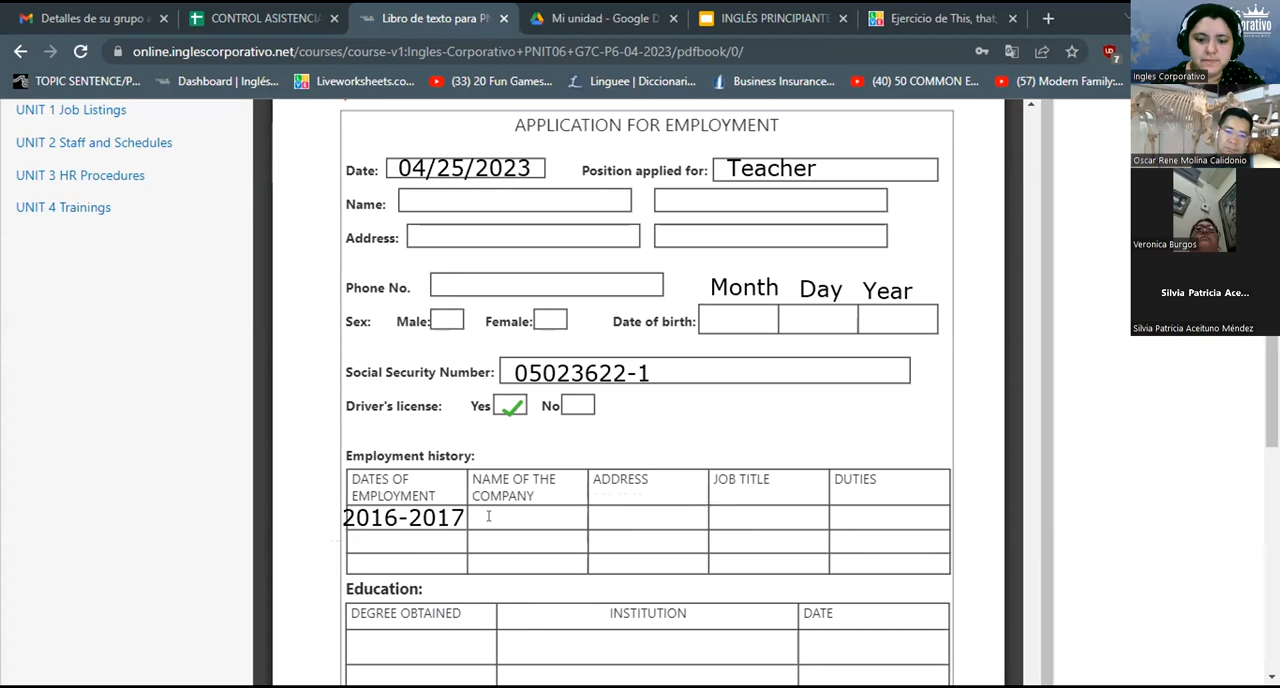 Detalles de su grupo a
CONTROL ASISTENCIA
Libro de texto para PN
Mi unidad - Google D
INGLÉS PRINCIPIANTE
Ejercicio de This, that,
online.inglescorporativo.net/courses/course-v1:Ingles-Corporativo+PNIT06+G7C-P6-04-2023/pdfbook/0/
7
TOPIC SENTENCE/P...
Dashboard | Inglés...
Liveworksheets.co...
(33) 20 Fun Games...
Linguee | Diccionari...
Business Insurance...
(40) 50 COMMON E...
(57) Modern Family:...
UNIT 1 Job Listings
UNIT 2 Staff and Schedules
UNIT 3 HR Procedures
UNIT 4 Trainings
APPLICATION FOR EMPLOYMENT
Date: 04/25/2023 Position applied for: Teacher
Name:
Address:
Phone No. Month Day Year
Sex: Male: Female: Date of birth:
Social Security Number: 05023622-1
Driver's license: Yes No
Employment history:
DATES OF EMPLOYMENT
NAME OF THE COMPANY
ADDRESS
JOB TITLE
DUTIES
2016-2017
Education:
DEGREE OBTAINED INSTITUTION DATE
Ingles Corporativo
Oscar Rene Molina Calidonio
Veronica Burgos
Silvia Patricia Ace...
Silvia Patricia Aceituno Méndez